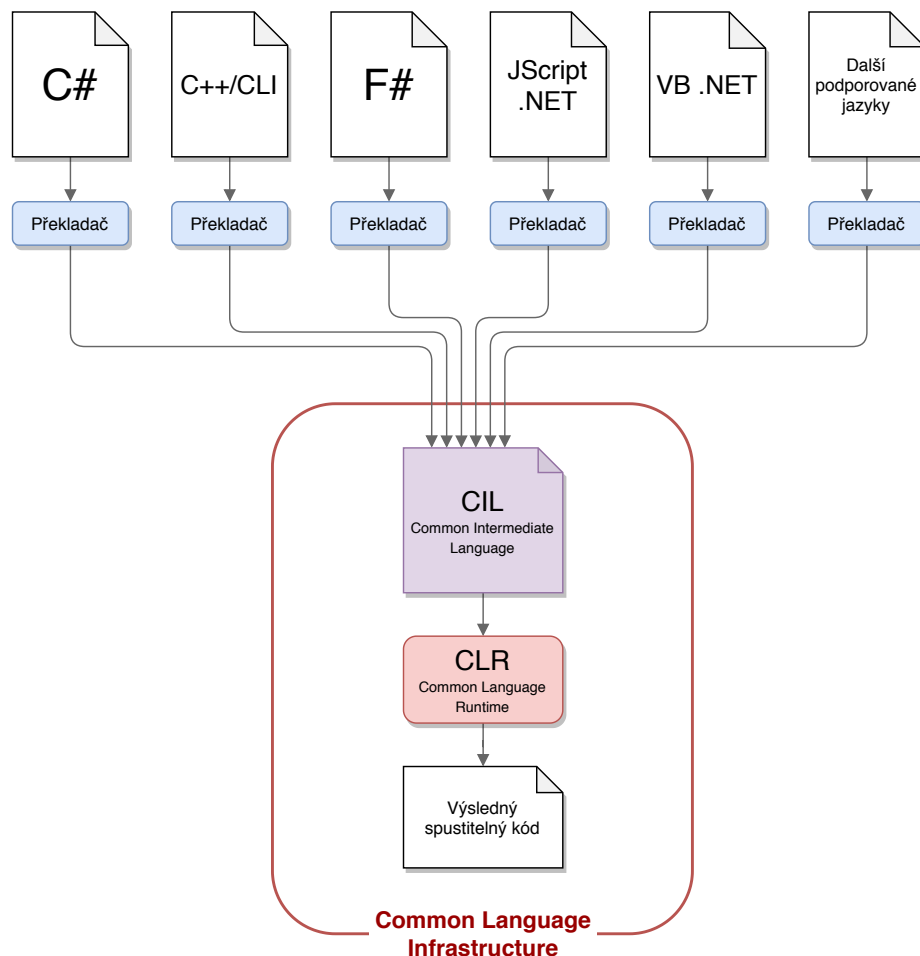 C#
C++/CLI
F#
JScript
.NET
VB .NET
Další
podporované
jazyky
Překladač
Překladač
Překladač
Překladač
Překladač
Překladač
CIL
Common Intermediate
Language
CLR
Common Language
Runtime
Výsledný
spustitelný kód
Common Language
Infrastructure